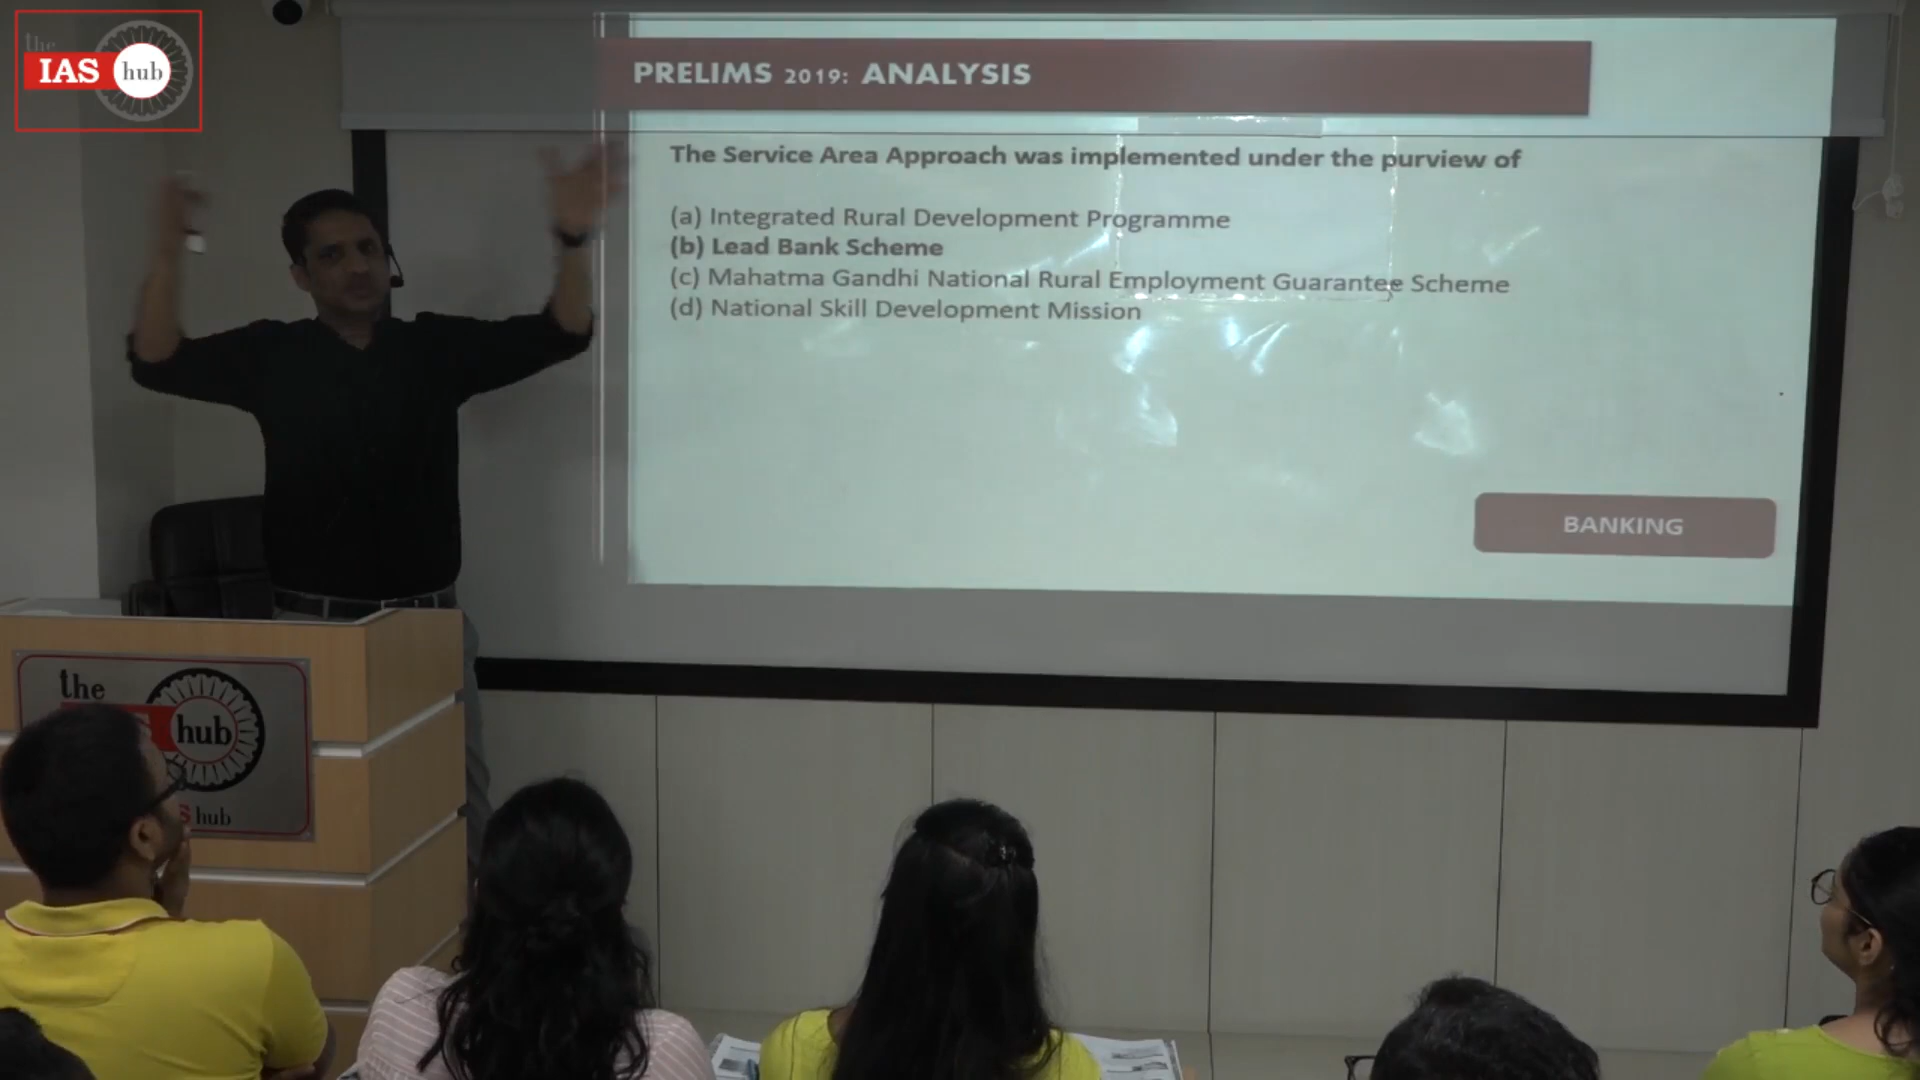 the
IAS hub
PRELIMS 2019: ANALYSIS
The Service Area Approach was implemented under the purview of
(a) Integrated Rural Development Programme
(b) Lead Bank Scheme
(c) Mahatma Gandhi National Rural Employment Guarantee Scheme
(d) National Skill Development Mission
BANKING
the
hub
S hub